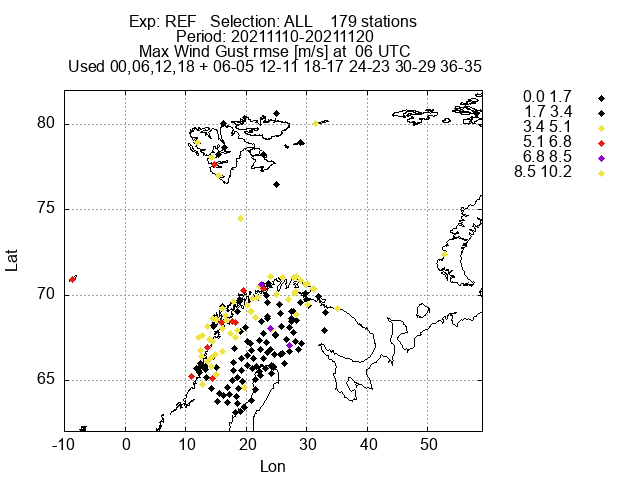 Exp: REF Selection: ALL 179 stations
Period: 20211110-20211120
Max Wind Gust rmse [m/s] at 06 UTC
Used 00,06,12,18 + 06-05 12-11 18-17 24-23 30-29 36-35
0.0 1.7
1.7 3.4
3.4 5.1
5.1 6.8
6.8 8.5
8.5 10.2
80
75
70
65
Lat
-10 0 10 20 30 40 50
Lon